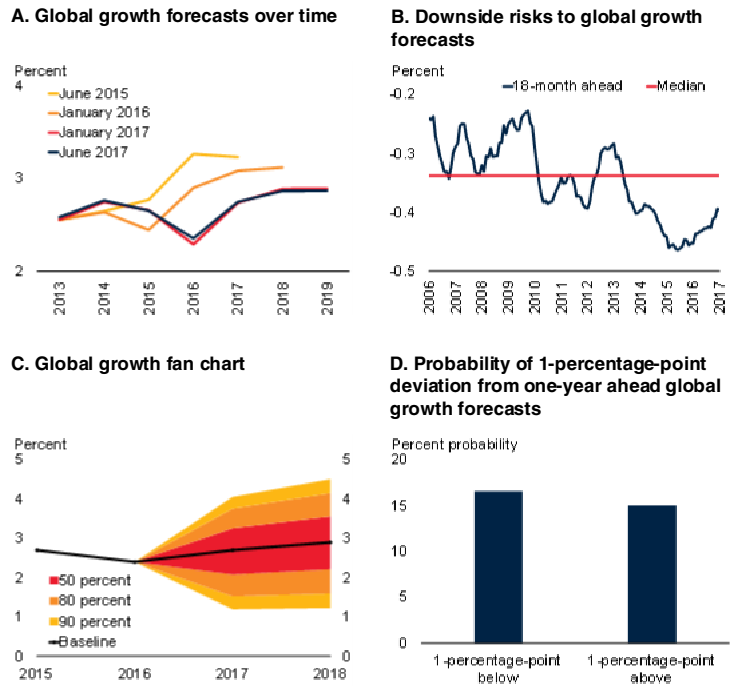 A. Global growth forecasts over time
Percent
4
3
2
June 2015
January 2016
January 2017
June 2017
2013
2014
2015
2016
2017
2018
2019
B. Downside risks to global growth
forecasts
Percent
-0.2
-0.3
-0.4
-0.5
18-month ahead
Median
2006
2007
2008
2009
2010
2011
2012
2013
2014
2015
2016
2017
C. Global growth fan chart
Percent
5
4
3
2
1
0
5
4
3
2
1
0
50 percent
80 percent
90 percent
Baseline
2015
2016
2017
2018
D. Probability of 1-percentage-point
deviation from one-year ahead global
growth forecasts
Percent probability
20
15
10
5
0
1-percentage-point
below
1-percentage-point
above